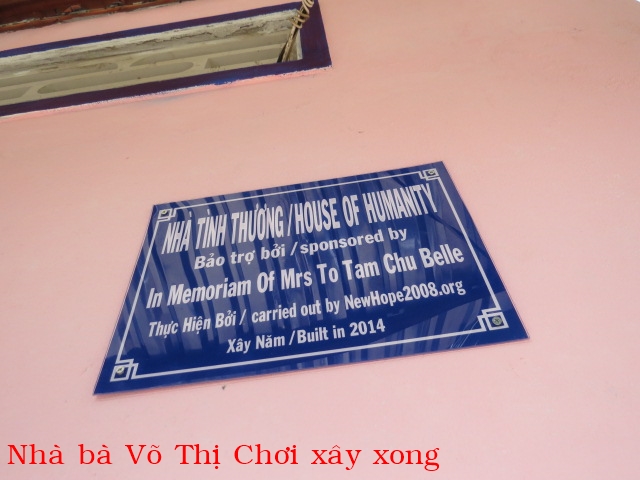 NHÀ TÌNH THƯƠNG / HOUSE OF HUMANITY
Bảo trợ bởi / sponsored by
In Memoriam Of Mrs To Tam Chu Belle
Thực Hiện Bởi / carried out by NewHope2008.org
Xây Năm / Built in 2014
Nhà bà Võ Thị Chơi xây xong